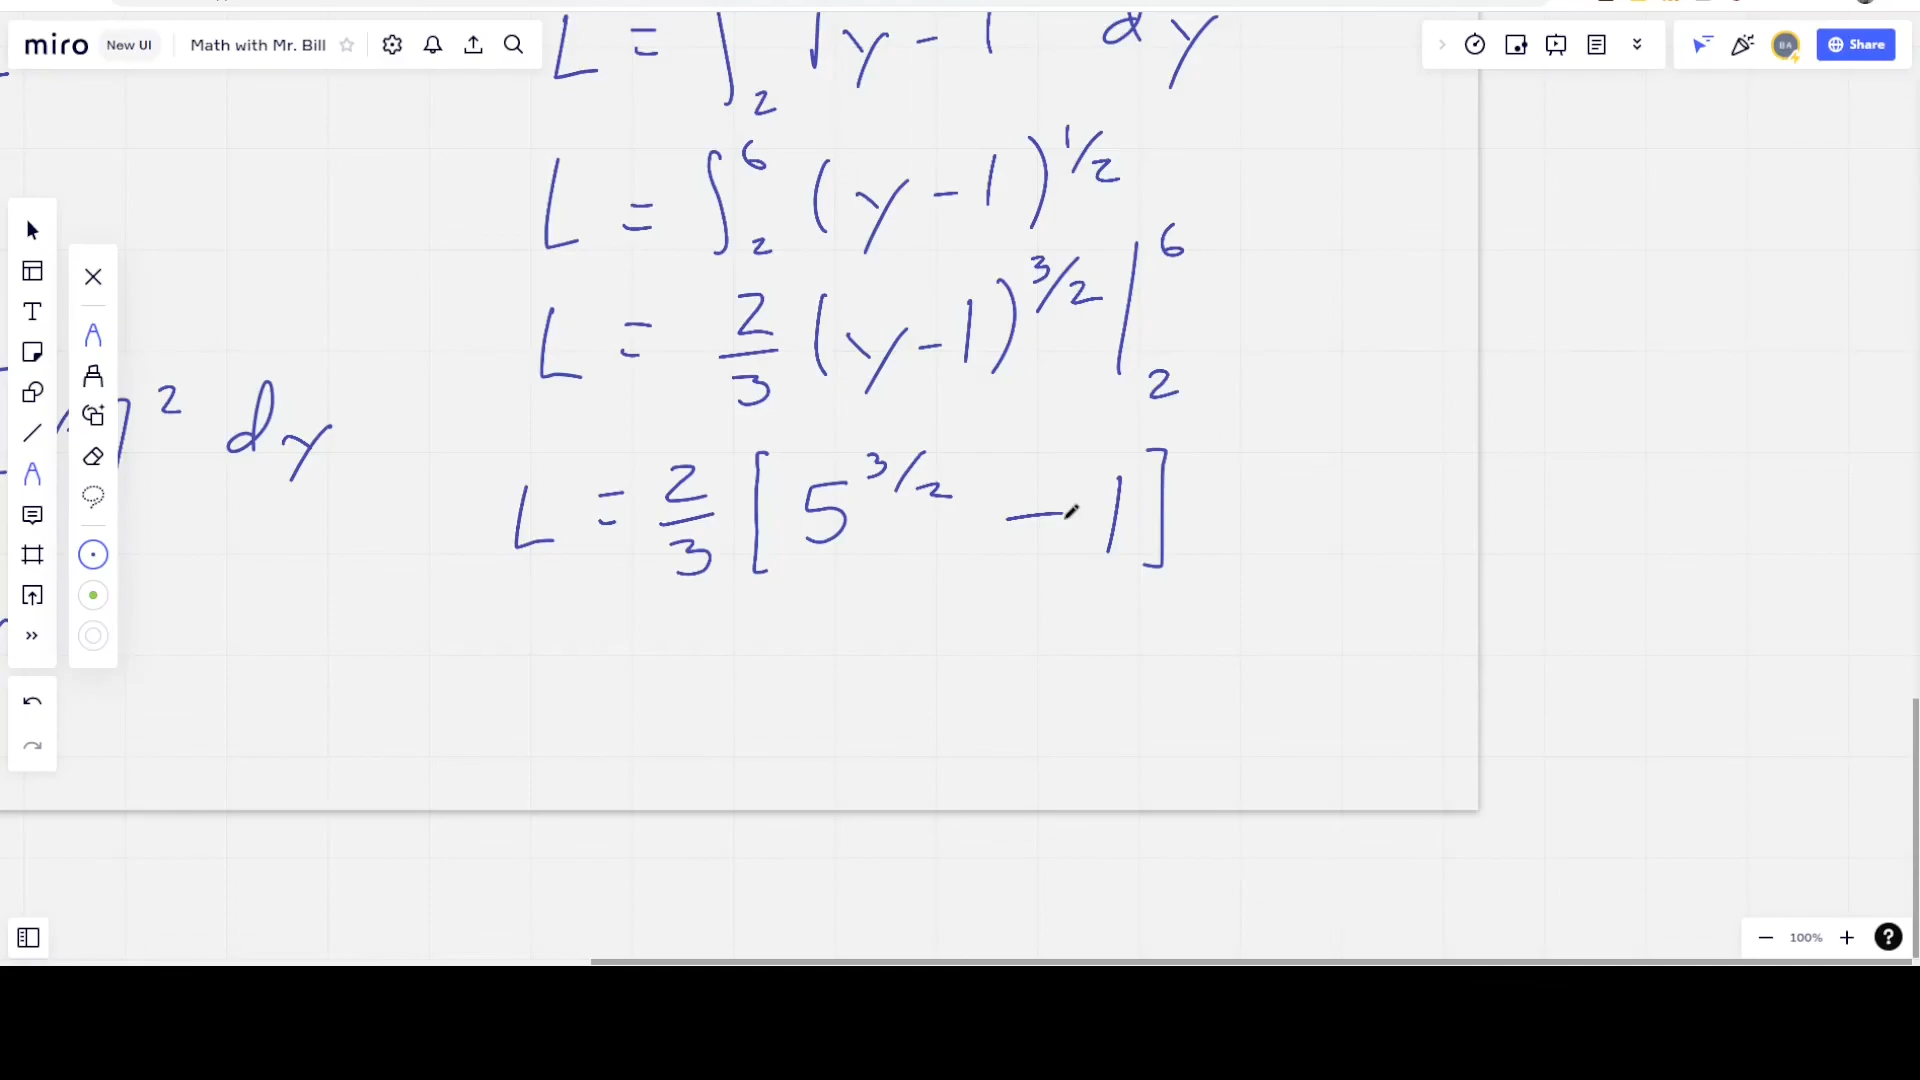 miro New UI Math with Mr. Bill BA Share
L = ∫₂ √y - 1 dy
L = ∫₂⁶ (y-1)^1/2
L = 2/3 (y-1)^3/2 |₂⁶
² dy
L = 2/3 [5^3/2 - 1]
100%